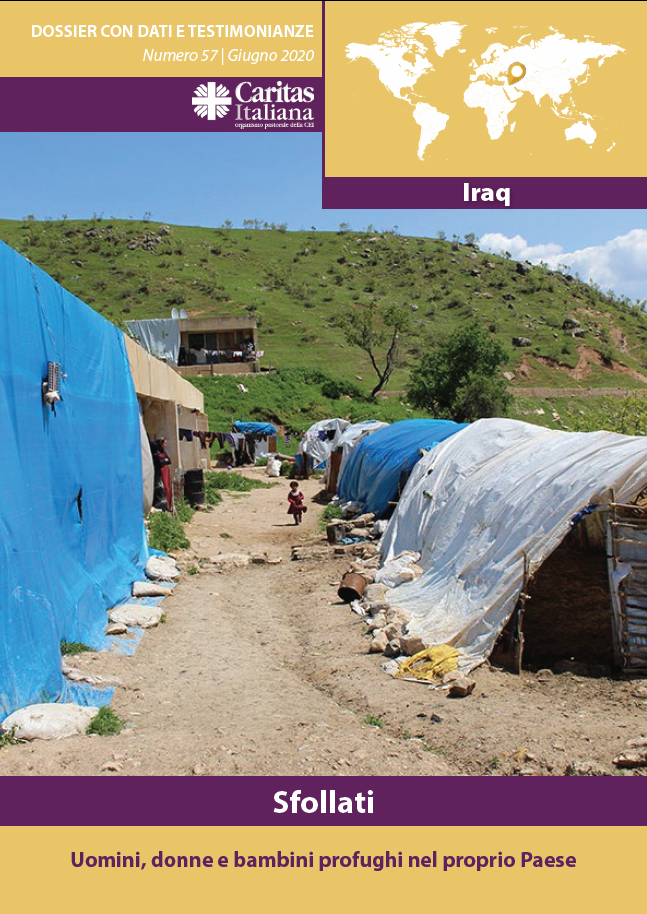 DOSSIER CON DATI E TESTIMONIANZE
Numero 57 | Giugno 2020
Caritas
Italiana
organismo pastorale della CEI
Iraq
Sfollati
Uomini, donne e bambini profughi nel proprio Paese